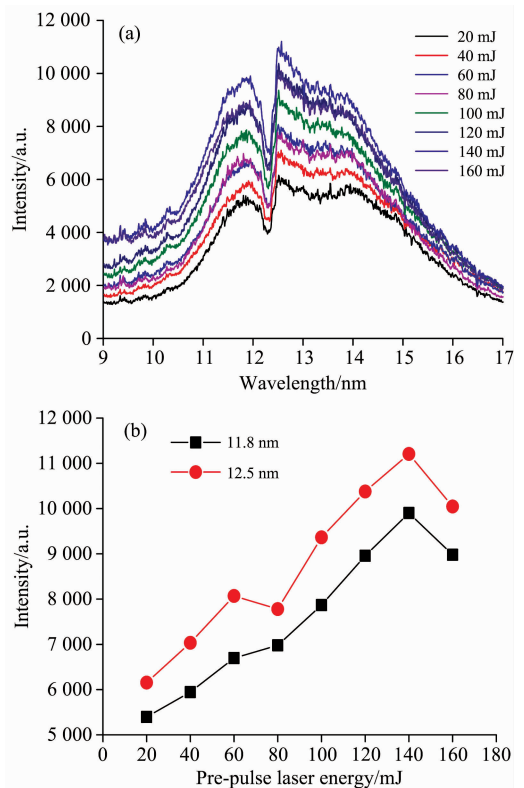 (a)
12 000
10 000
8 000
6 000
4 000
2 000
0
Intensity/a.u.
20 mJ
40 mJ
60 mJ
80 mJ
100 mJ
120 mJ
140 mJ
160 mJ
9 10 11 12 13 14 15 16 17
Wavelength/nm
(b)
12 000
11 000
10 000
9 000
8 000
7 000
6 000
5 000
Intensity/a.u.
11.8 nm
12.5 nm
20 40 60 80 100 120 140 160
Pre-pulse laser energy/mJ